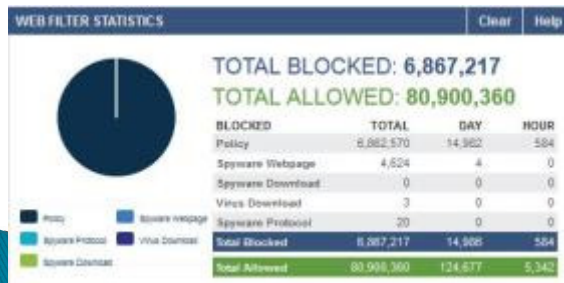 WEB FILTER STATISTICS Clear Help
TOTAL BLOCKED: 6,867,217
TOTAL ALLOWED: 80,900,360
BLOCKED TOTAL DAY HOUR
Policy 6,862,570 14,962 584
Spyware Webpage 4,624 4 0
Spyware Download 0 0 0
Virus Download 3 0 0
Spyware Protocol 20 0 0
Total Blocked 6,867,217 14,966 584
Total Allowed 80,900,360 124,677 5,342
Policy Spyware Webpage
Spyware Protocol Virus Download
Spyware Download